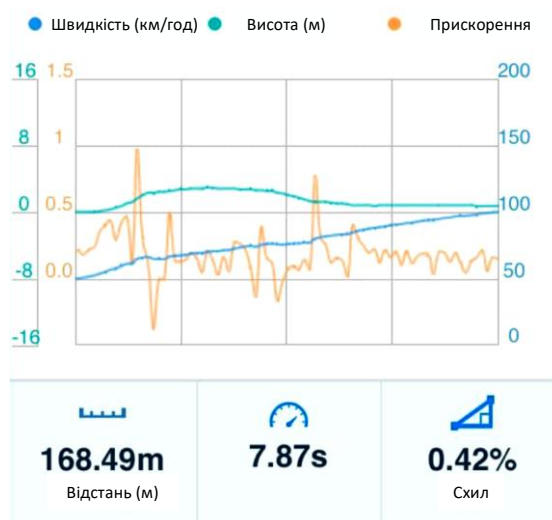 Швидкість (км/год) Висота (м) Прискорення
16 1.5 200
8 1 150
0 0.5 100
-8 0.0 50
-16 0
168.49m 7.87s 0.42%
Відстань (м) Схил